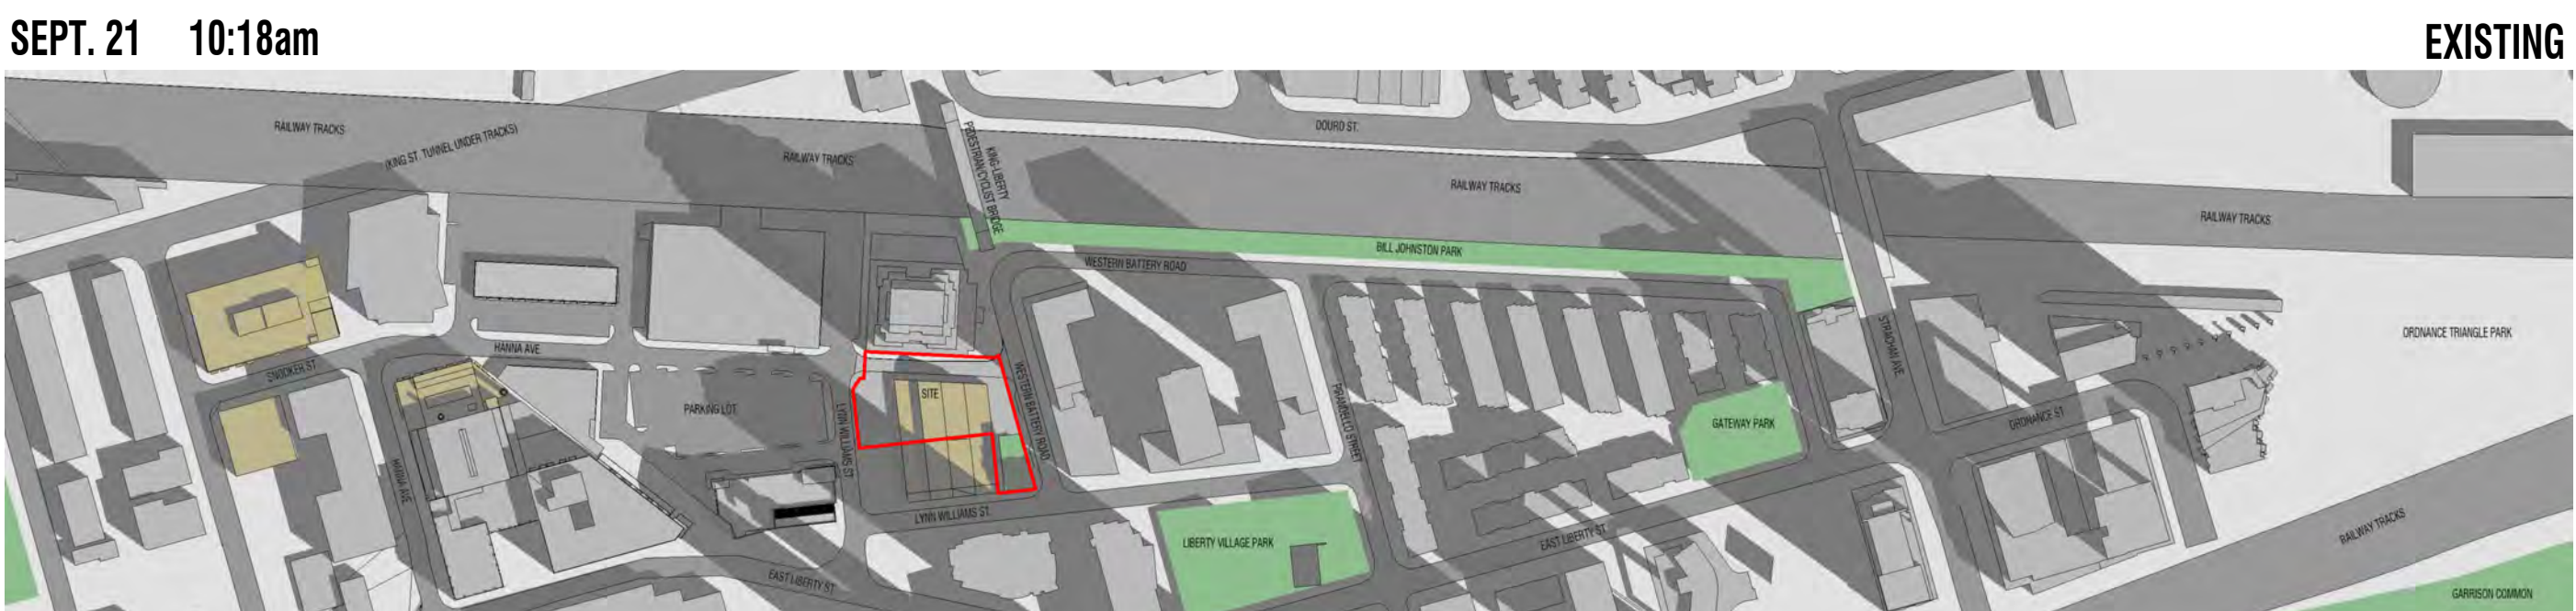 SEPT. 21 10:18am
EXISTING
RAILWAY TRACKS
(KING ST. TUNNEL UNDER TRACKS)
RAILWAY TRACKS
KING-LIBERTY
PEDESTRIAN/CYCLIST BRIDGE
DOURO ST.
RAILWAY TRACKS
RAILWAY TRACKS
BILL JOHNSTON PARK
WESTERN BATTERY ROAD
HANNA AVE
SNOOKER ST
STRACHAN AVE.
ORDNANCE TRIANGLE PARK
SITE
WESTERN BATTERY ROAD
PARKING LOT
LYNN WILLIAMS ST
PIRANDELLO STREET
GATEWAY PARK
ORDNANCE ST.
HANNA AVE
LYNN WILLIAMS ST.
LIBERTY VILLAGE PARK
EAST LIBERTY ST.
RAILWAY TRACKS
EAST LIBERTY ST.
GARRISON COMMON